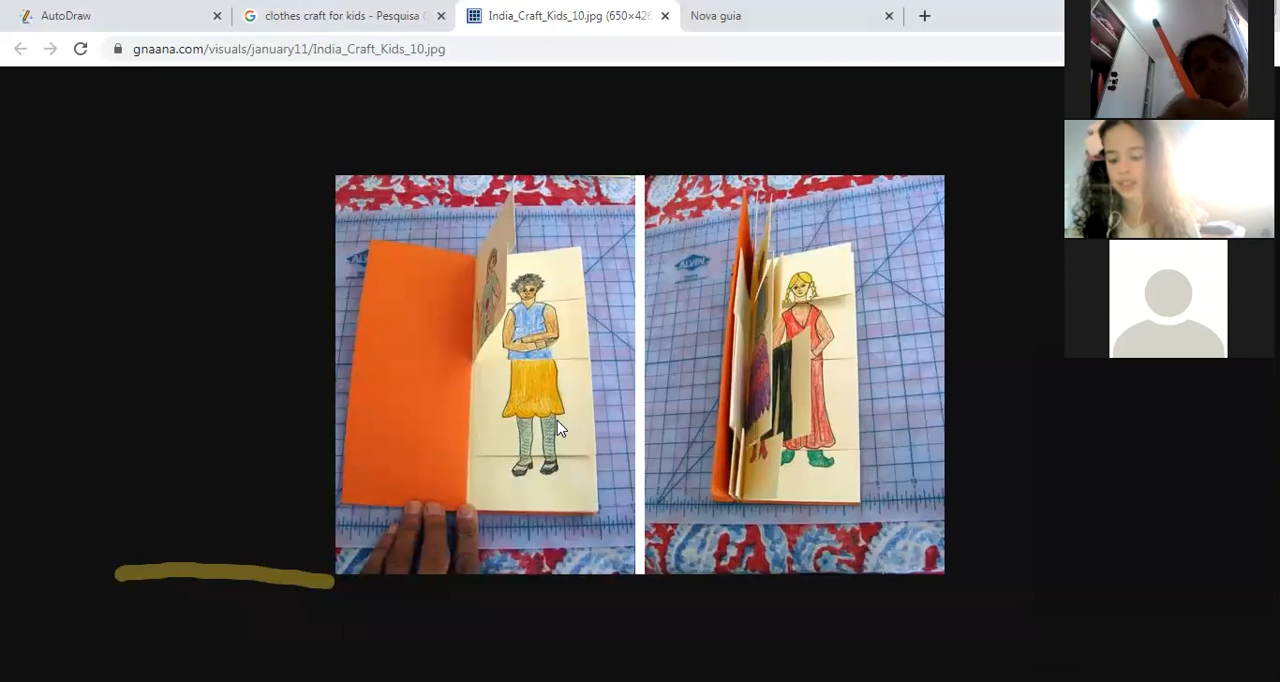 AutoDraw
clothes craft for kids - Pesquisa G
India_Craft_Kids_10.jpg (650×426
Nova guia
gnaana.com/visuals/january11/India_Craft_Kids_10.jpg
ALVIN
ALVIN